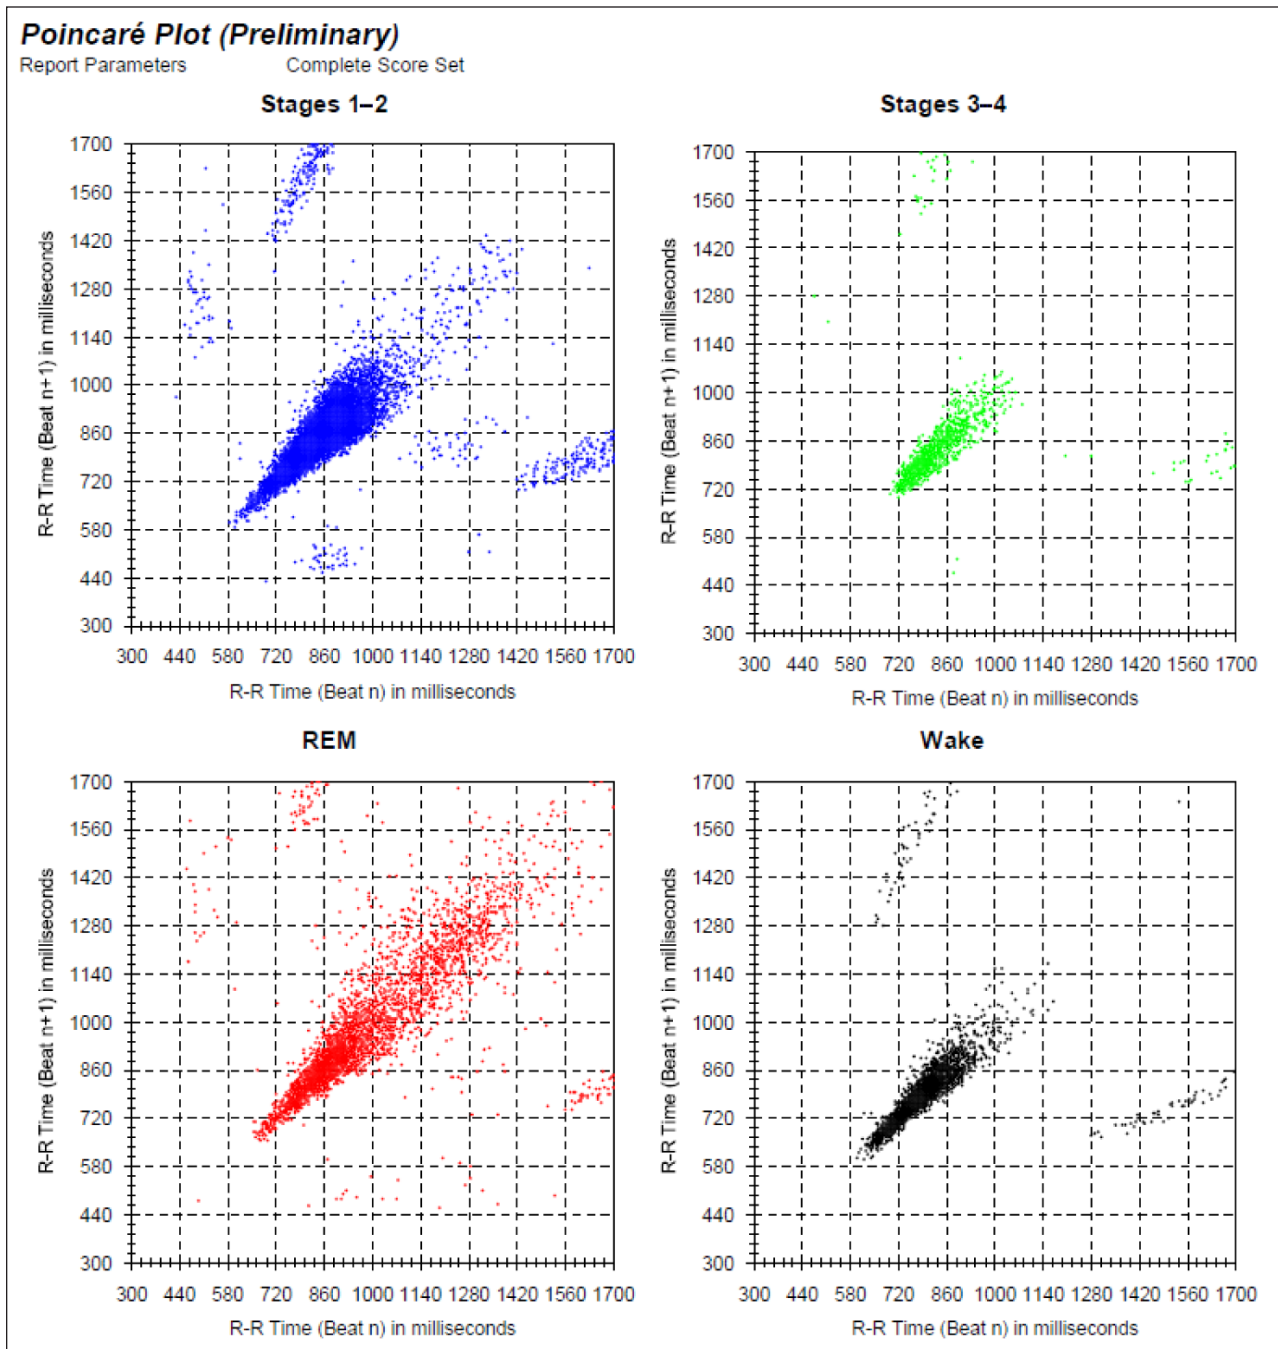 Poincaré Plot (Preliminary)
Report Parameters Complete Score Set
Stages 1–2
R-R Time (Beat n+1) in milliseconds
1700
1560
1420
1280
1140
1000
860
720
580
440
300
300 440 580 720 860 1000 1140 1280 1420 1560 1700
R-R Time (Beat n) in milliseconds
Stages 3–4
R-R Time (Beat n+1) in milliseconds
1700
1560
1420
1280
1140
1000
860
720
580
440
300
300 440 580 720 860 1000 1140 1280 1420 1560 1700
R-R Time (Beat n) in milliseconds
REM
R-R Time (Beat n+1) in milliseconds
1700
1560
1420
1280
1140
1000
860
720
580
440
300
300 440 580 720 860 1000 1140 1280 1420 1560 1700
R-R Time (Beat n) in milliseconds
Wake
R-R Time (Beat n+1) in milliseconds
1700
1560
1420
1280
1140
1000
860
720
580
440
300
300 440 580 720 860 1000 1140 1280 1420 1560 1700
R-R Time (Beat n) in milliseconds